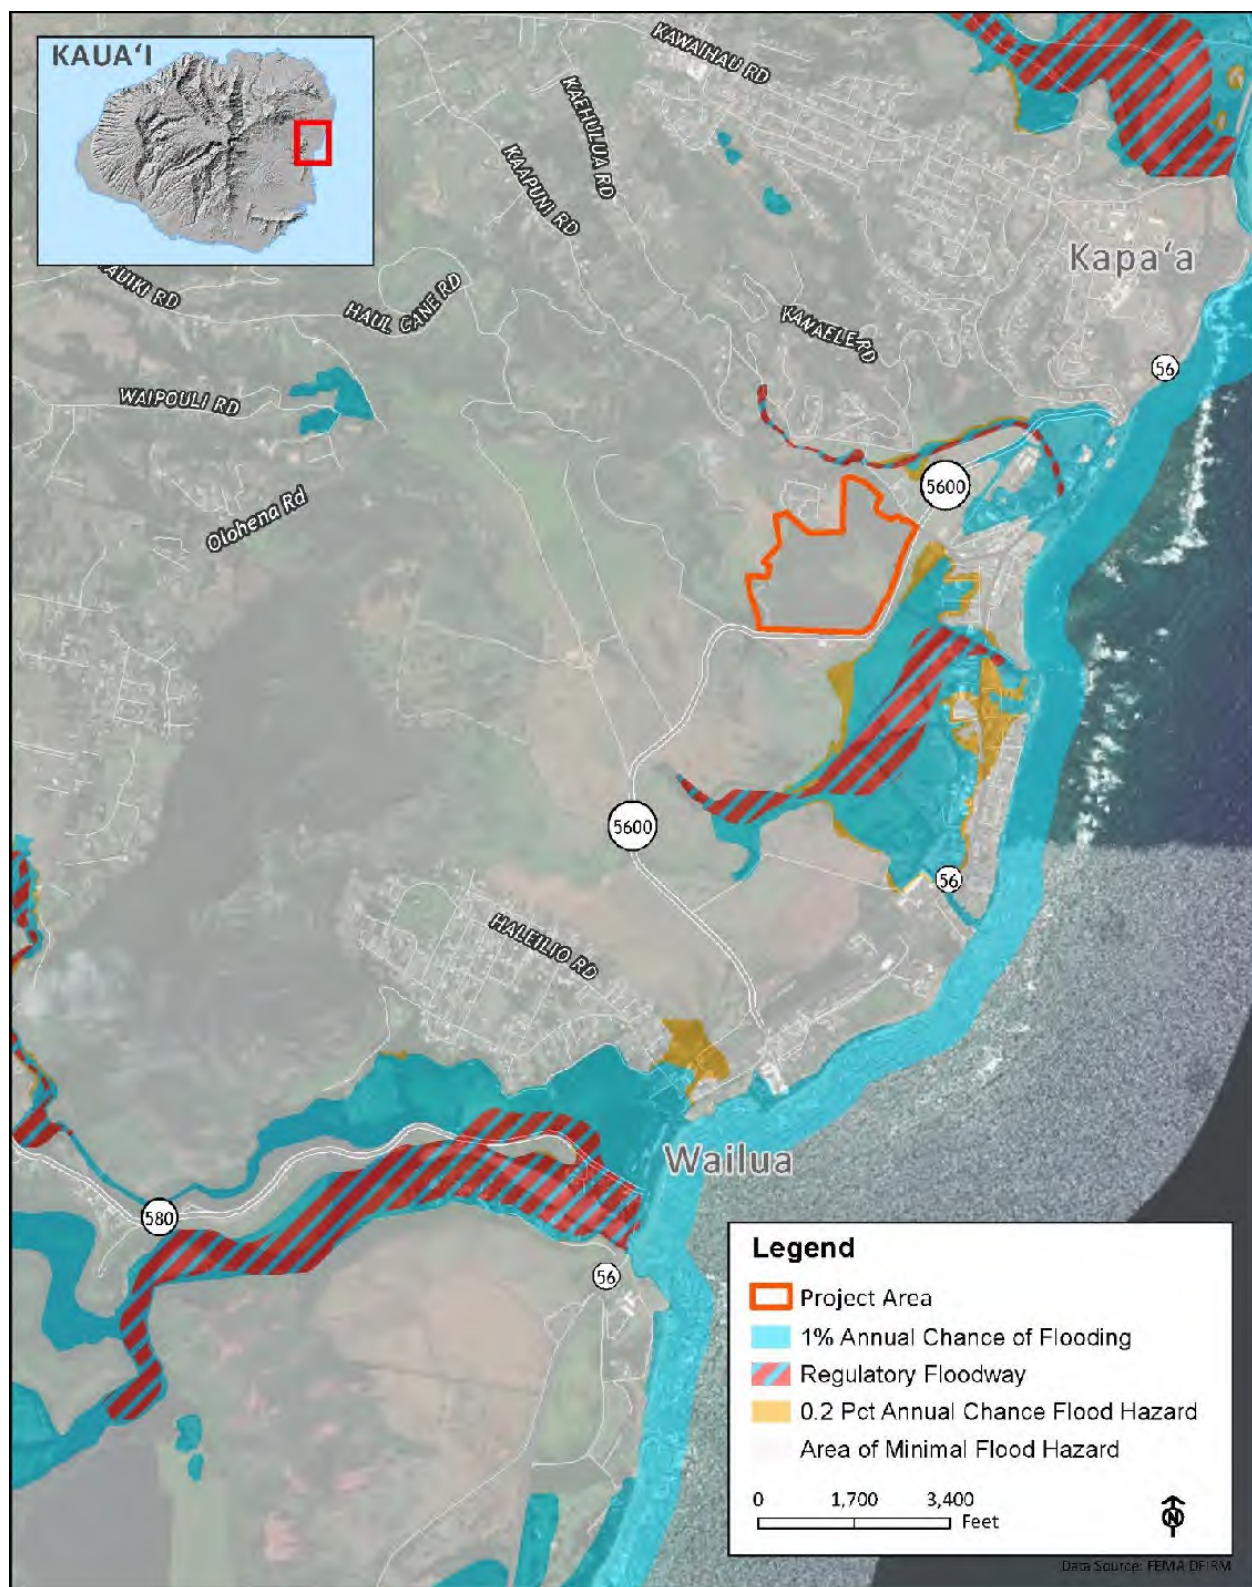 KAUAʻI
KAWAIHAU RD
KAEHULUA RD
KAAPUNI RD
Kapaʻa
AUIKI RD
HAUL CANE RD
KANAELE RD
56
WAIPOULI RD
5600
Olohena Rd
5600
56
HALEILIO RD
Wailua
580
56
Legend
Project Area
1% Annual Chance of Flooding
Regulatory Floodway
0.2 Pct Annual Chance Flood Hazard
Area of Minimal Flood Hazard
0 1,700 3,400
Feet
N
Data Source: FEMA DFIRM